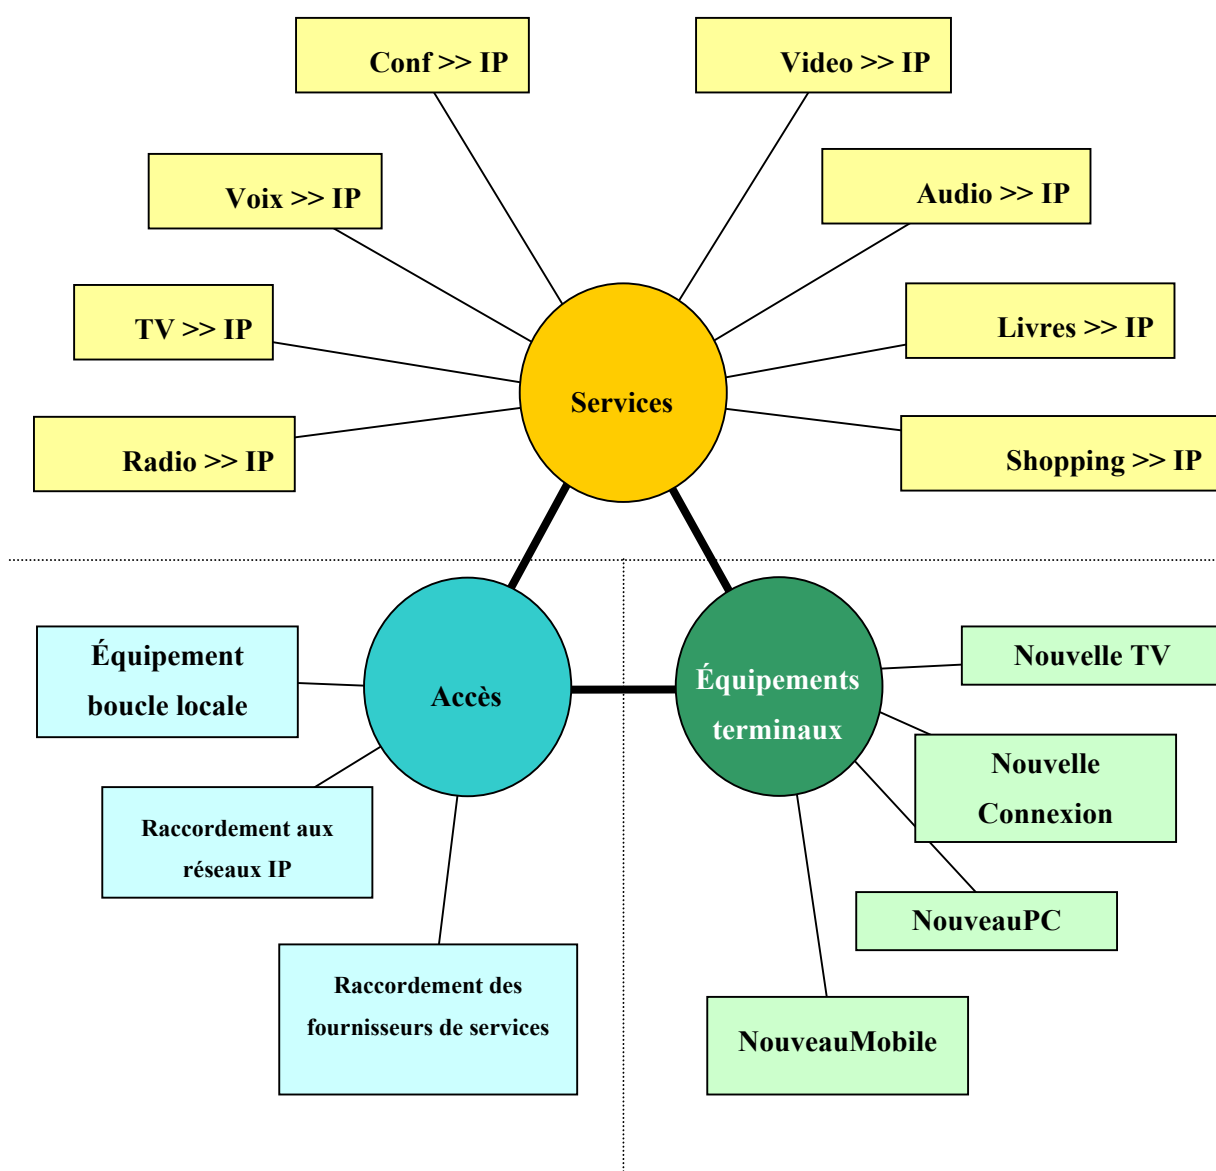 Conf >> IP
Video >> IP
Voix >> IP
Audio >> IP
TV >> IP
Livres >> IP
Services
Radio >> IP
Shopping >> IP
Équipement
boucle locale
Accès
Équipements
terminaux
Nouvelle TV
Nouvelle
Connexion
Raccordement aux
réseaux IP
NouveauPC
Raccordement des
fournisseurs de services
NouveauMobile